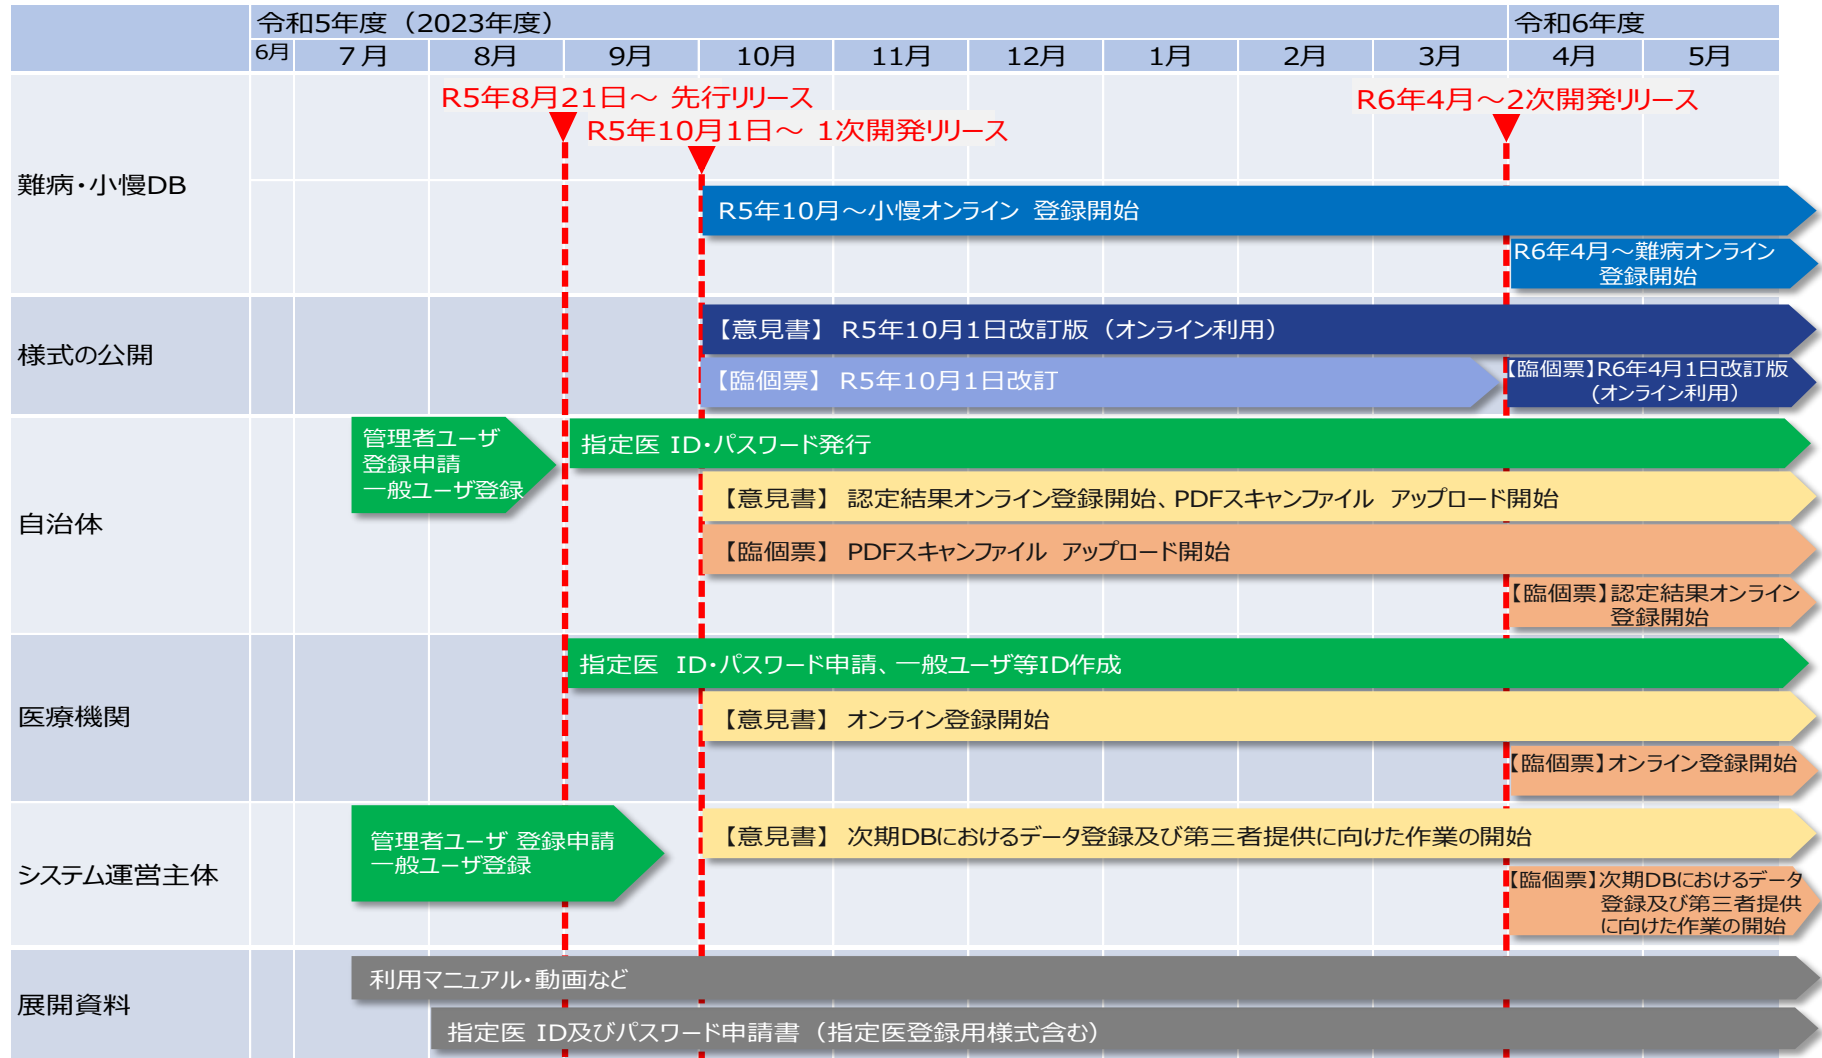 令和5年度（2023年度）
令和6年度
6月
7月
8月
9月
10月
11月
12月
1月
2月
3月
4月
5月
難病・小慢DB
R5年8月21日～ 先行リリース
R5年10月1日～ 1次開発リリース
R6年4月～2次開発リリース
R5年10月～小慢オンライン 登録開始
R6年4月～難病オンライン
登録開始
様式の公開
【意見書】 R5年10月1日改訂版（オンライン利用）
【臨個票】 R5年10月1日改訂
【臨個票】R6年4月1日改訂版
(オンライン利用）
自治体
管理者ユーザ
登録申請
一般ユーザ登録
指定医 ID・パスワード発行
【意見書】 認定結果オンライン登録開始、PDFスキャンファイル アップロード開始
【臨個票】 PDFスキャンファイル アップロード開始
【臨個票】認定結果オンライン
登録開始
医療機関
指定医 ID・パスワード申請、一般ユーザ等ID作成
【意見書】 オンライン登録開始
【臨個票】オンライン登録開始
システム運営主体
管理者ユーザ 登録申請
一般ユーザ登録
【意見書】 次期DBにおけるデータ登録及び第三者提供に向けた作業の開始
【臨個票】次期DBにおけるデータ
登録及び第三者提供
に向けた作業の開始
展開資料
利用マニュアル・動画など
指定医 ID及びパスワード申請書（指定医登録用様式含む）